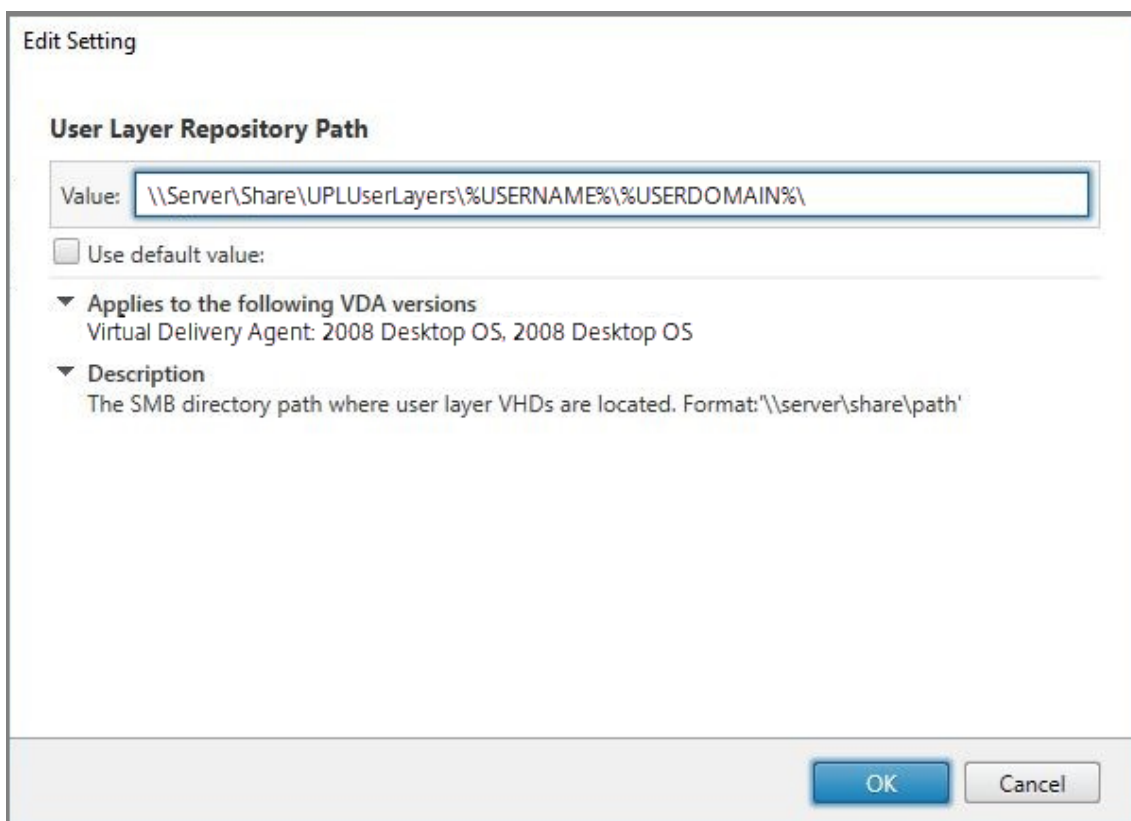 Edit Setting
User Layer Repository Path
Value: \\Server\Share\UPLUserLayers\%USERNAME%\%USERDOMAIN%\
Use default value:
Applies to the following VDA versions
Virtual Delivery Agent: 2008 Desktop OS, 2008 Desktop OS
Description
The SMB directory path where user layer VHDs are located. Format:'\\server\share\path'
OK Cancel